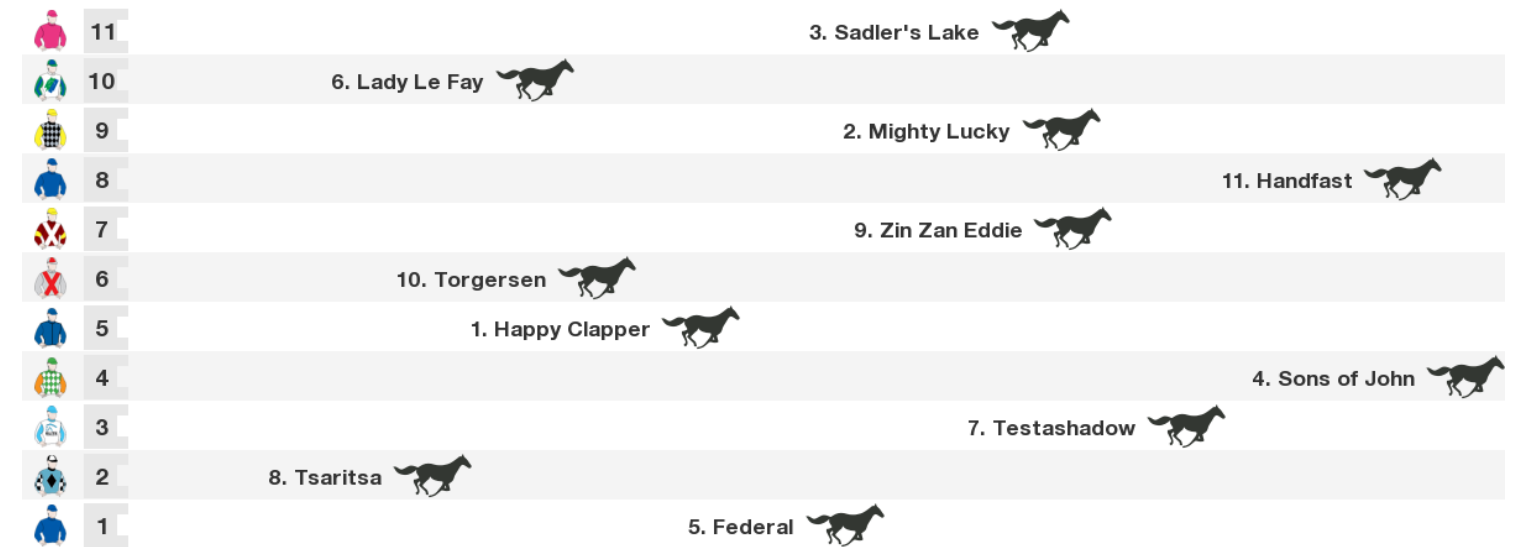 11 3. Sadler's Lake
10 6. Lady Le Fay
9 2. Mighty Lucky
8 11. Handfast
7 9. Zin Zan Eddie
6 10. Torgersen
5 1. Happy Clapper
4 4. Sons of John
3 7. Testashadow
2 8. Tsaritsa
1 5. Federal